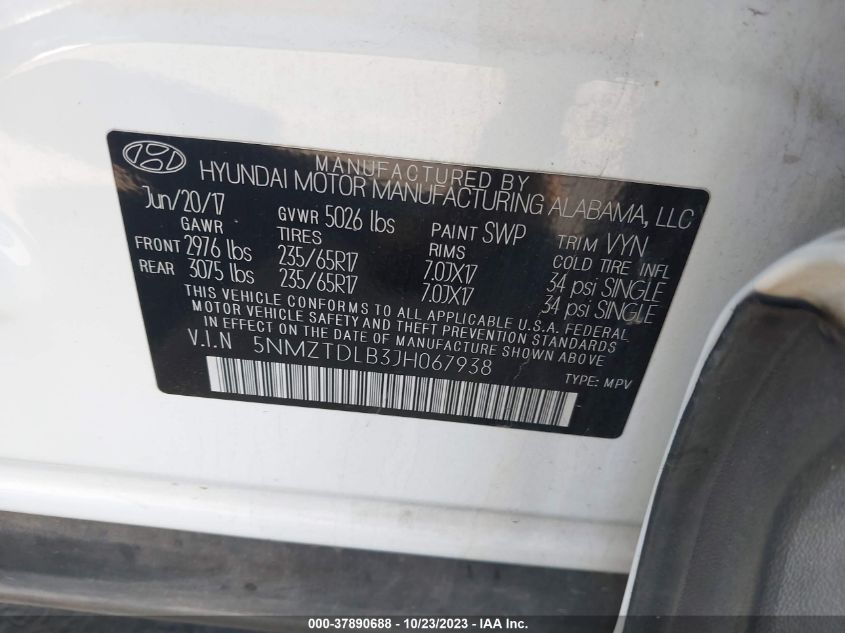 MANUFACTURED BY
HYUNDAI MOTOR MANUFACTURING ALABAMA, LLC
Jun/20/17 GVWR 5026 lbs PAINT SWP TRIM VYN
GAWR TIRES RIMS COLD TIRE INFL
FRONT 2976 lbs 235/65R17 7.0JX17 34 psi SINGLE
REAR 3075 lbs 235/65R17 7.0JX17 34 psi SINGLE
THIS VEHICLE CONFORMS TO ALL APPLICABLE U.S.A. FEDERAL
MOTOR VEHICLE SAFETY AND THEFT PREVENTION STANDARDS
IN EFFECT ON THE DATE OF MANUFACTURE SHOWN ABOVE.
V.I.N 5NMZTDLB3JH067938
TYPE: MPV
000-37890688 | 10/23/2023 | IAA Inc.